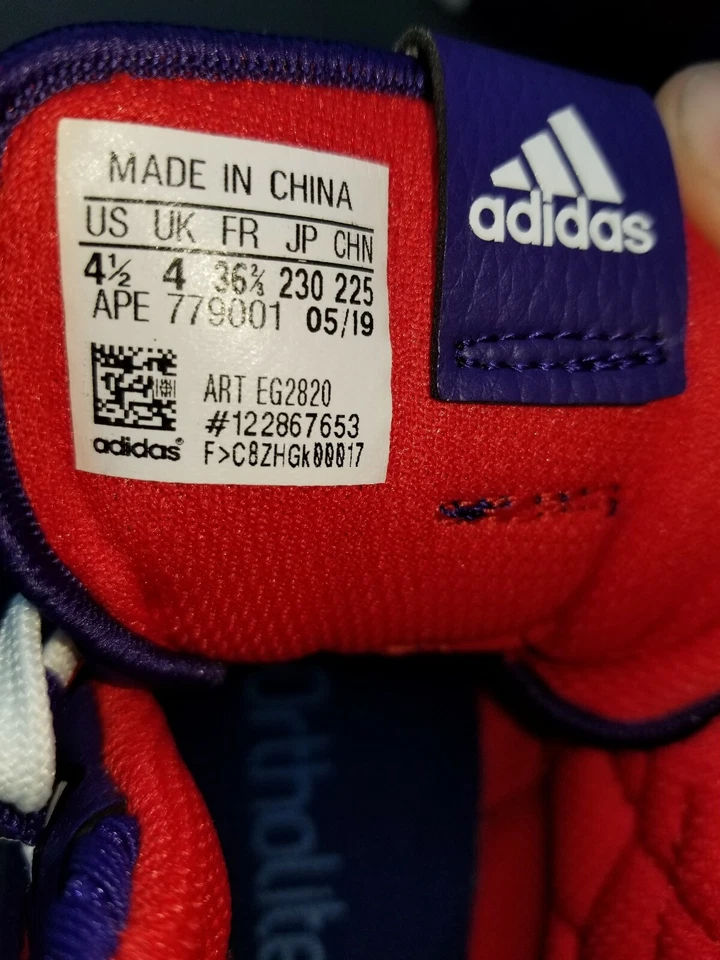 MADE IN CHINA
US UK FR JP CHN
4½ 4 36⅔ 230 225
APE 779001 05/19
ART EG2820
#122867653
F>C8ZHGk00017
adidas®
adidas
OrthoLite